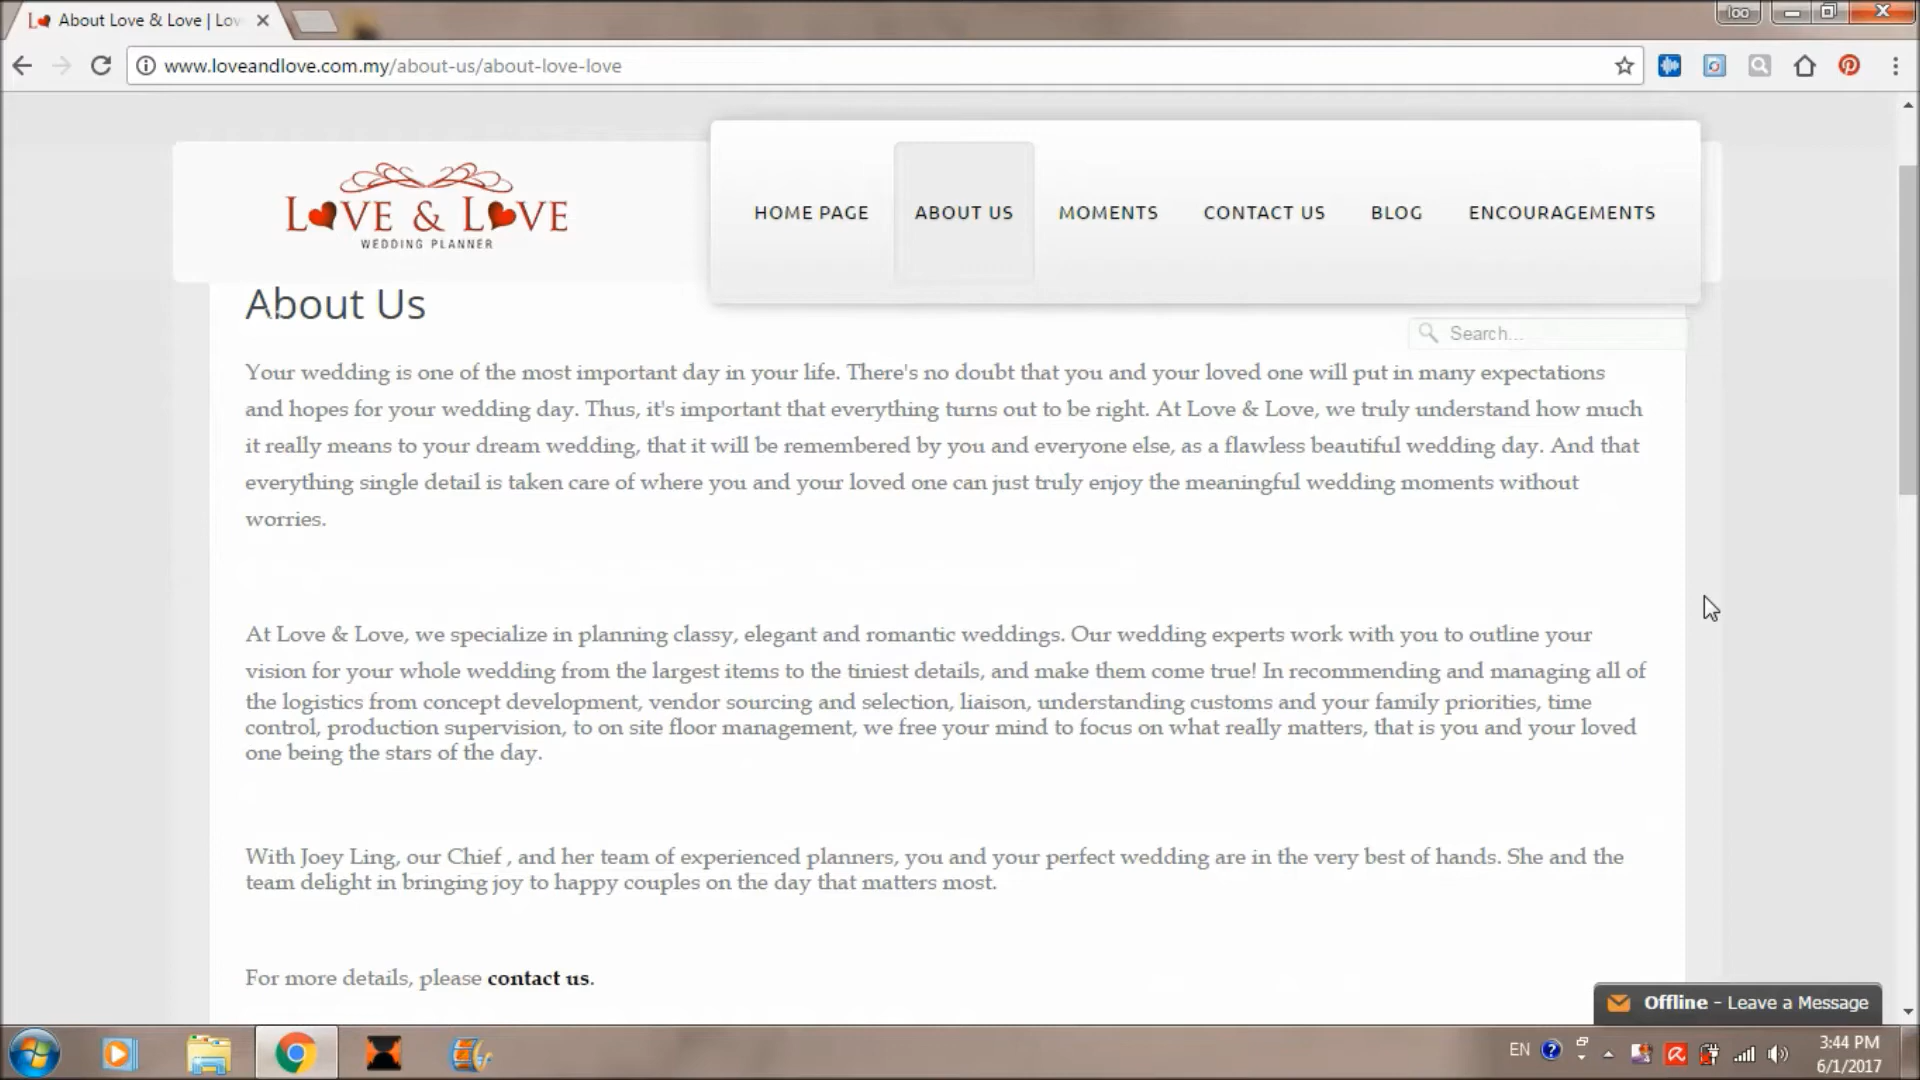 About Love & Love | Lov
loo
www.loveandlove.com.my/about-us/about-love-love
LOVE & LOVE
WEDDING PLANNER
HOME PAGE
ABOUT US
MOMENTS
CONTACT US
BLOG
ENCOURAGEMENTS
About Us
Search...
Your wedding is one of the most important day in your life. There's no doubt that you and your loved one will put in many expectations
and hopes for your wedding day. Thus, it's important that everything turns out to be right. At Love & Love, we truly understand how much
it really means to your dream wedding, that it will be remembered by you and everyone else, as a flawless beautiful wedding day. And that
everything single detail is taken care of where you and your loved one can just truly enjoy the meaningful wedding moments without
worries.
At Love & Love, we specialize in planning classy, elegant and romantic weddings. Our wedding experts work with you to outline your
vision for your whole wedding from the largest items to the tiniest details, and make them come true! In recommending and managing all of
the logistics from concept development, vendor sourcing and selection, liaison, understanding customs and your family priorities, time
control, production supervision, to on site floor management, we free your mind to focus on what really matters, that is you and your loved
one being the stars of the day.
With Joey Ling, our Chief , and her team of experienced planners, you and your perfect wedding are in the very best of hands. She and the
team delight in bringing joy to happy couples on the day that matters most.
For more details, please contact us.
Offline - Leave a Message
EN
3:44 PM
6/1/2017